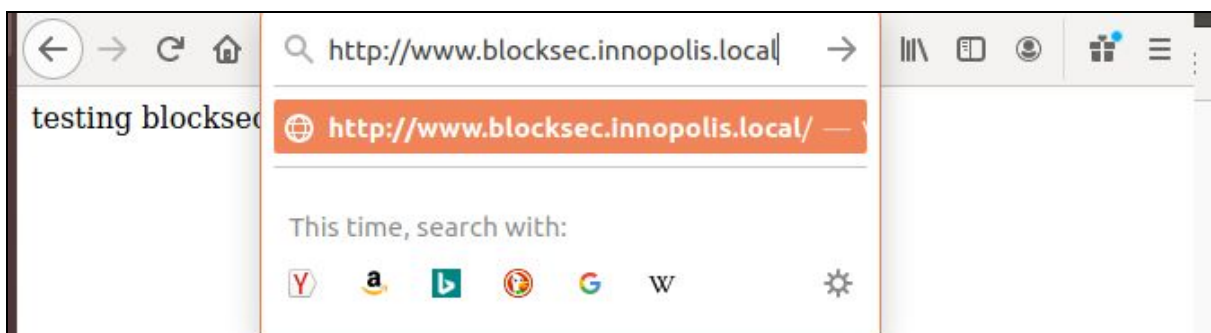 http://www.blocksec.innopolis.local
testing blocksec
http://www.blocksec.innopolis.local/ —
This time, search with: